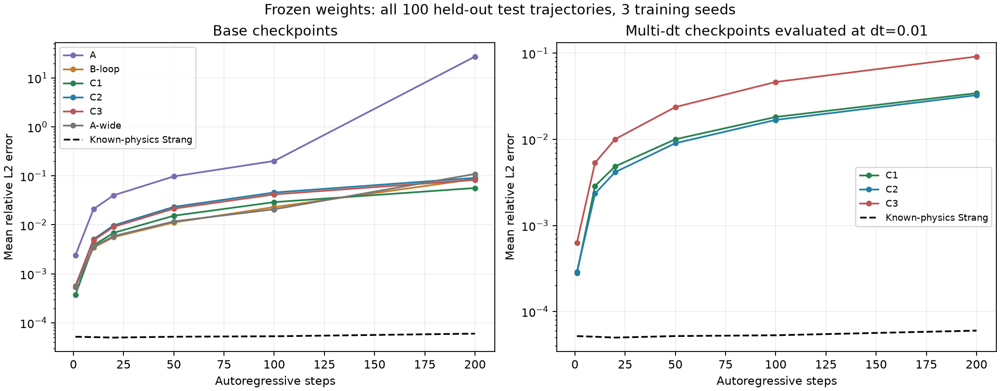 Frozen weights: all 100 held-out test trajectories, 3 training seeds
Base checkpoints
Mean relative L2 error
10¹
10⁰
10⁻¹
10⁻²
10⁻³
10⁻⁴
A
B-loop
C1
C2
C3
A-wide
Known-physics Strang
0 25 50 75 100 125 150 175 200
Autoregressive steps
Multi-dt checkpoints evaluated at dt=0.01
Mean relative L2 error
10⁻¹
10⁻²
10⁻³
10⁻⁴
C1
C2
C3
Known-physics Strang
0 25 50 75 100 125 150 175 200
Autoregressive steps